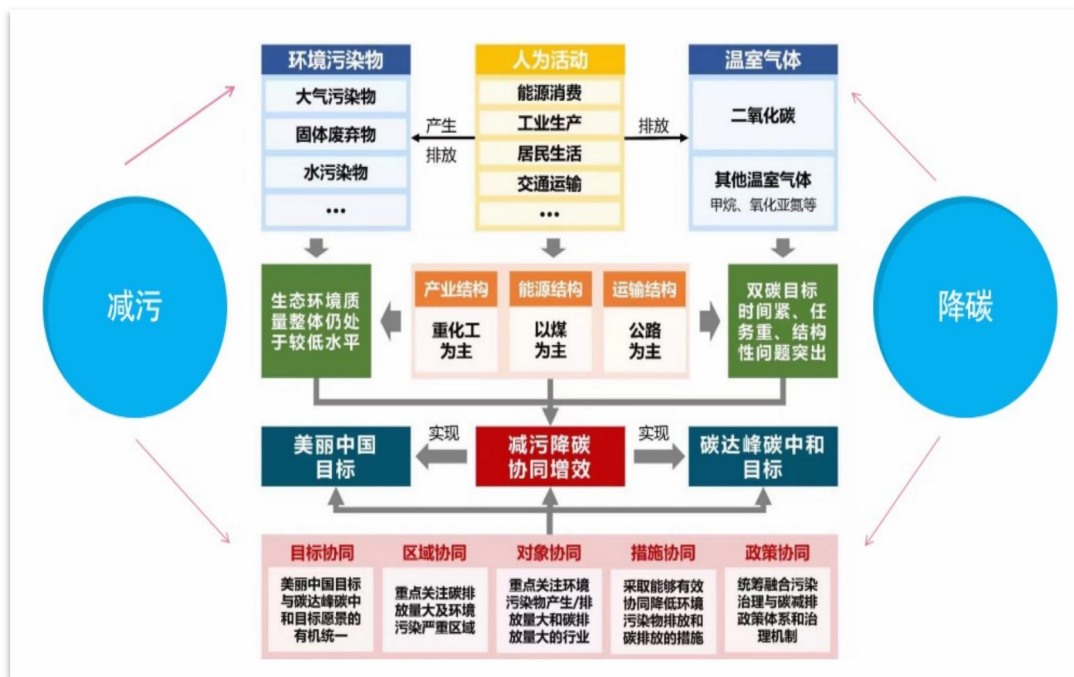 环境污染物
人为活动
温室气体
大气污染物
固体废弃物
水污染物
•••
产生
排放
能源消费
工业生产
居民生活
交通运输
•••
排放
二氧化碳
其他温室气体
甲烷、氧化亚氮等
减污
降碳
生态环境质
量整体仍处
于较低水平
产业结构
重化工
为主
能源结构
以煤
为主
运输结构
公路
为主
双碳目标
时间紧、任
务重、结构
性问题突出
美丽中国
目标
实现
减污降碳
协同增效
实现
碳达峰碳中和
目标
目标协同
美丽中国目标
与碳达峰碳中
和目标愿景的
有机统一
区域协同
重点关注碳排
放量大及环境
污染严重区域
对象协同
重点关注环境
污染物产生/排
放量大和碳排
放量大的行业
措施协同
采取能够有效
协同降低环境
污染物排放和
碳排放的措施
政策协同
统筹融合污染
治理与碳减排
政策体系和治
理机制